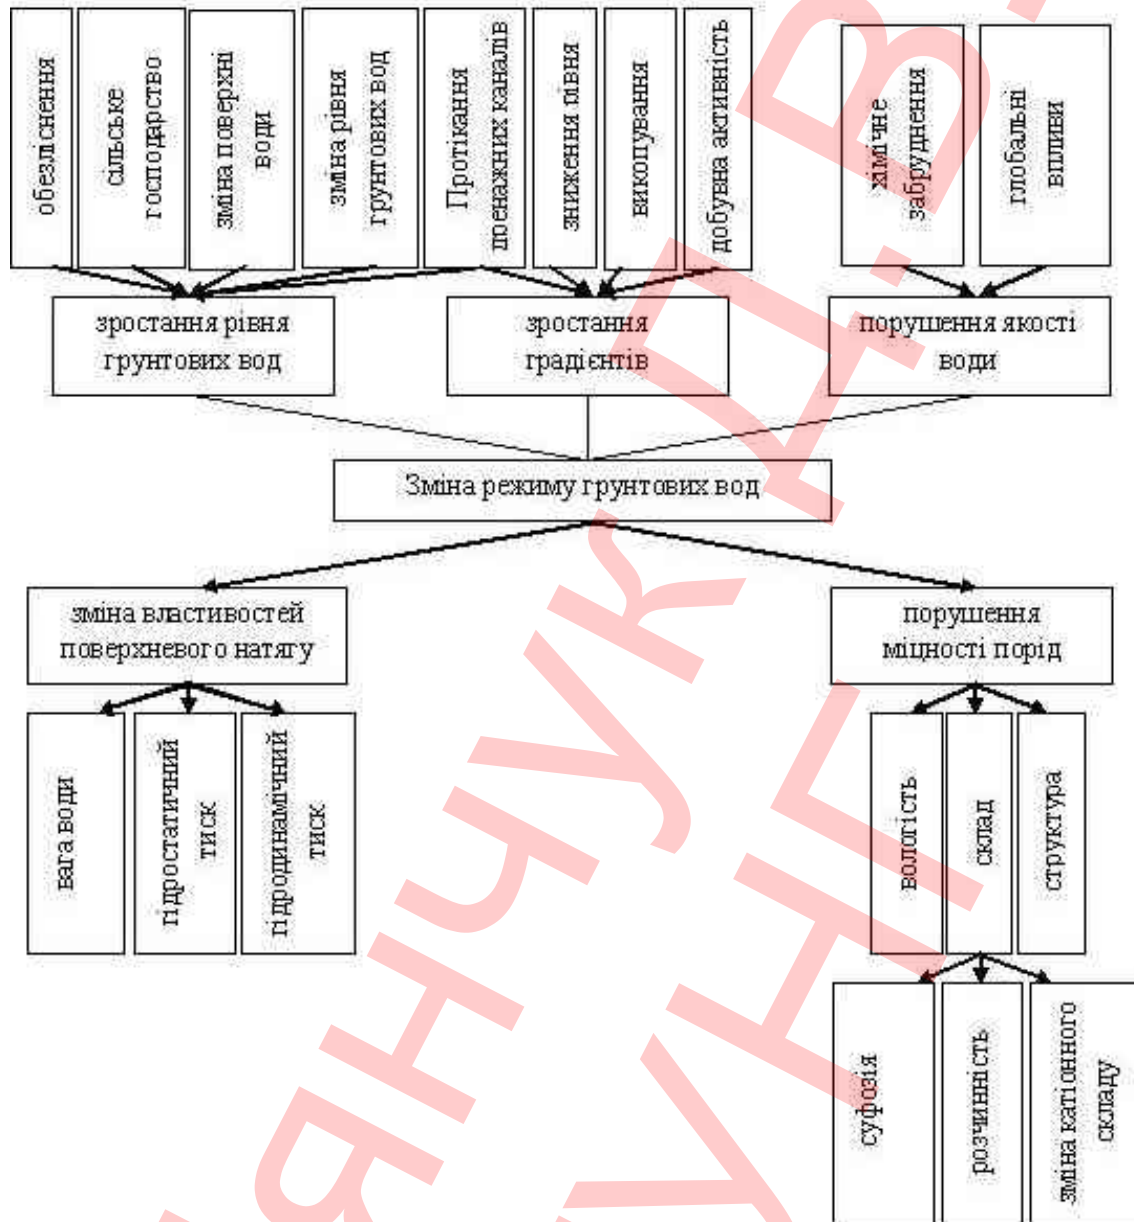 обезліснення
сільське
господарство
зміна поверхні
води
зміна рівня
грунтових вод
Протікання
дренажних каналів
зниження рівня
викопування
добувна активність
хімічне
забруднення
глобальні
впливи
зростання рівня
грунтових вод
зростання
градієнтів
порушення якості
води
Зміна режиму грунтових вод
зміна властивостей
поверхневого натягу
порушення
міцності порід
вага води
гідростатичний
тиск
гідродинамічний
тиск
вологість
склад
структура
суфозія
розчинність
зміна катіонного
складу